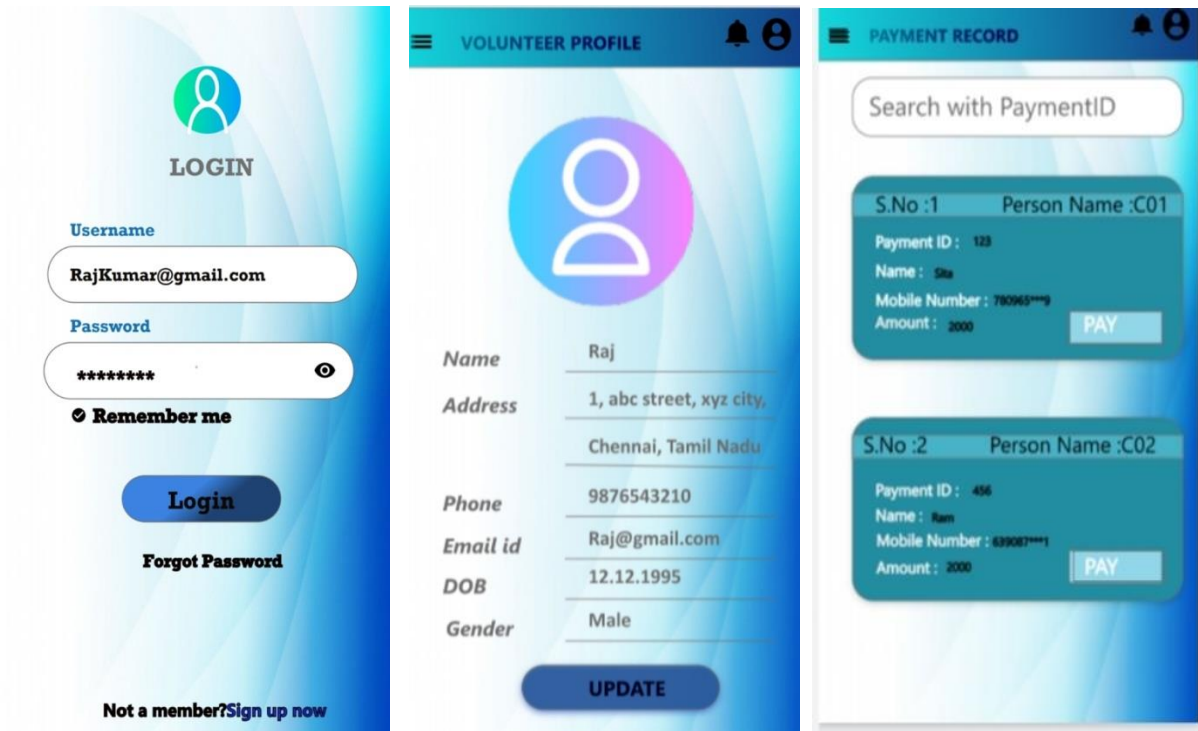 LOGIN
Username
RajKumar@gmail.com
Password
********
Remember me
Login
Forgot Password
Not a member?Sign up now
VOLUNTEER PROFILE
Name Raj
Address 1, abc street, xyz city,
Chennai, Tamil Nadu
Phone 9876543210
Email id Raj@gmail.com
DOB 12.12.1995
Gender Male
UPDATE
PAYMENT RECORD
Search with PaymentID
S.No :1 Person Name :C01
Payment ID : 123
Name : Sita
Mobile Number : 780965***9
Amount : 2000
PAY
S.No :2 Person Name :C02
Payment ID : 456
Name : Ram
Mobile Number : 639087***1
Amount : 2000
PAY